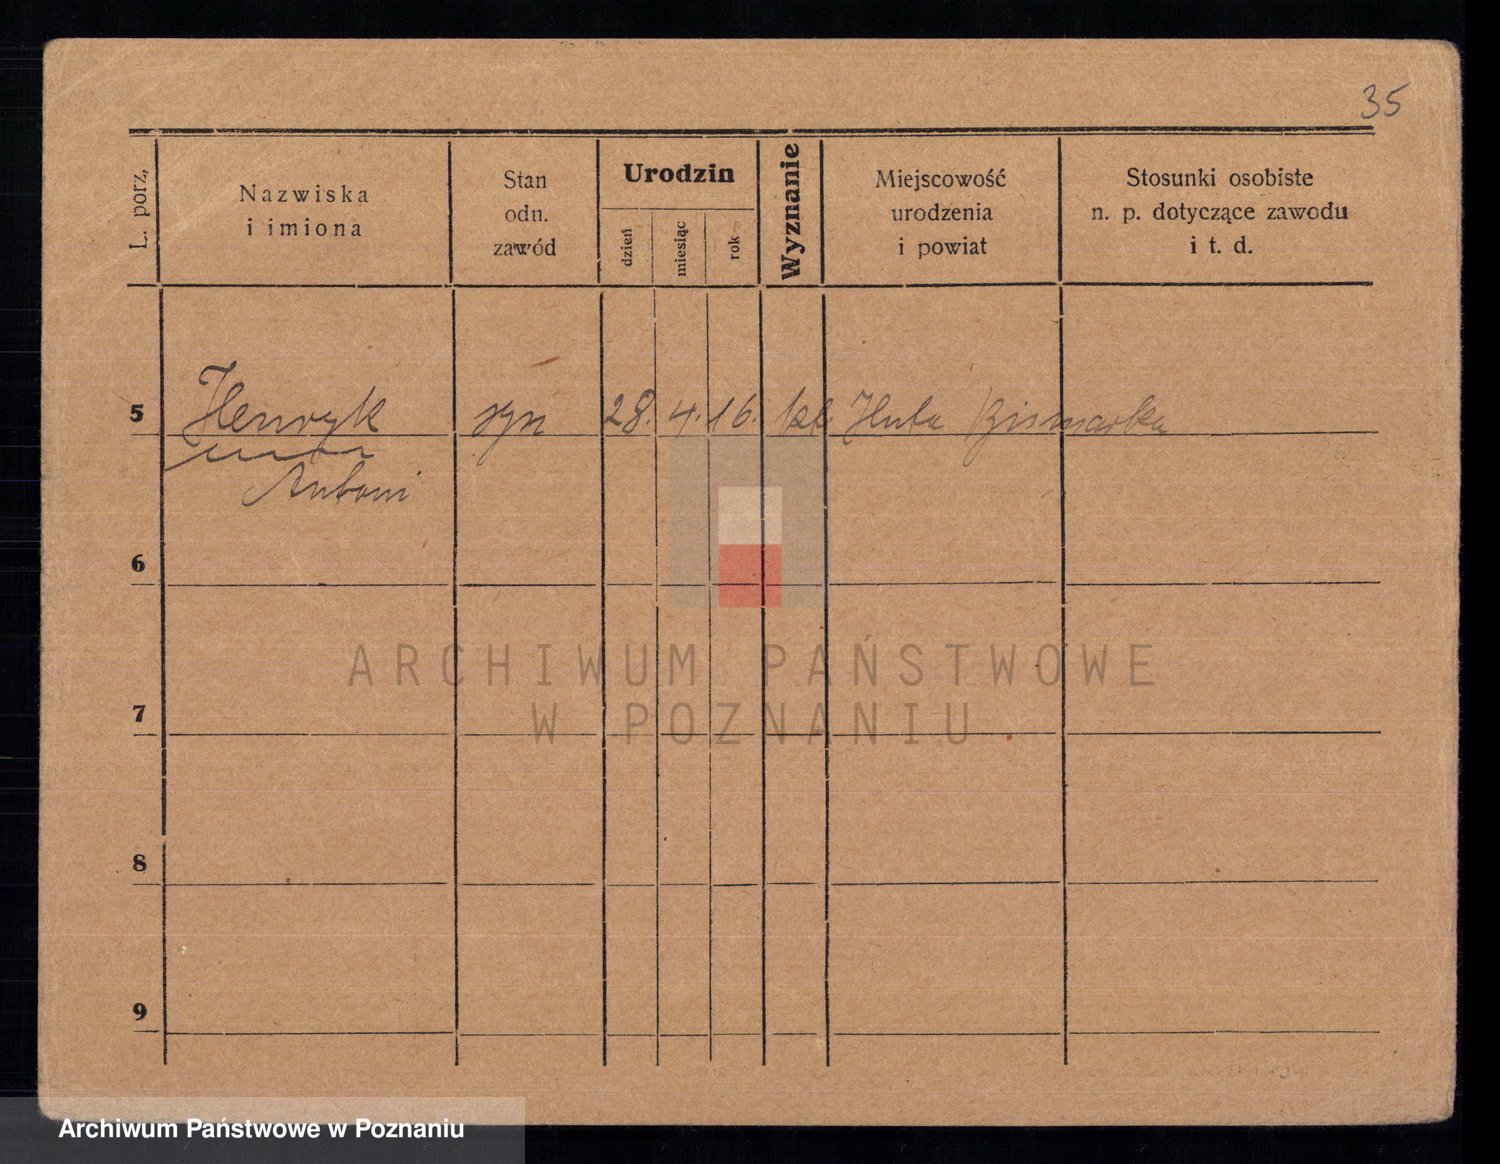 35
L. porz,
Nazwiska
i imiona
Stan
odn.
zawód
Urodzin
dzień
miesiąc
rok
Wyznanie
Miejscowość
urodzenia
i powiat
Stosunki osobiste
n. p. dotyczące zawodu
i t. d.
5 Henryk syn 28. 4. 16. kt. Huta Bismarka
Antoni
6
7
8
9
ARCHIWUM PAŃSTWOWE
W POZNANIU
Archiwum Państwowe w Poznaniu